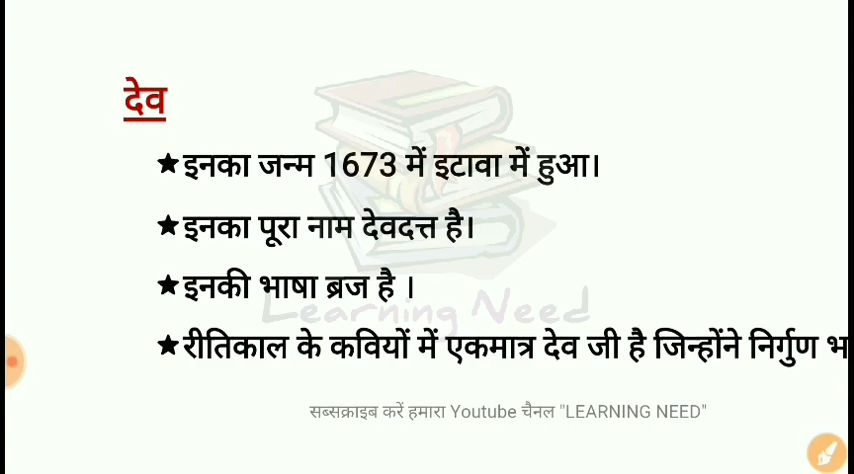 देव
★इनका जन्म 1673 में इटावा में हुआ।
★इनका पूरा नाम देवदत्त है।
★इनकी भाषा ब्रज है ।
Learning Need
★रीतिकाल के कवियों में एकमात्र देव जी है जिन्होंने निर्गुण
सब्सक्राइब करें हमारा Youtube चैनल "LEARNING NEED"